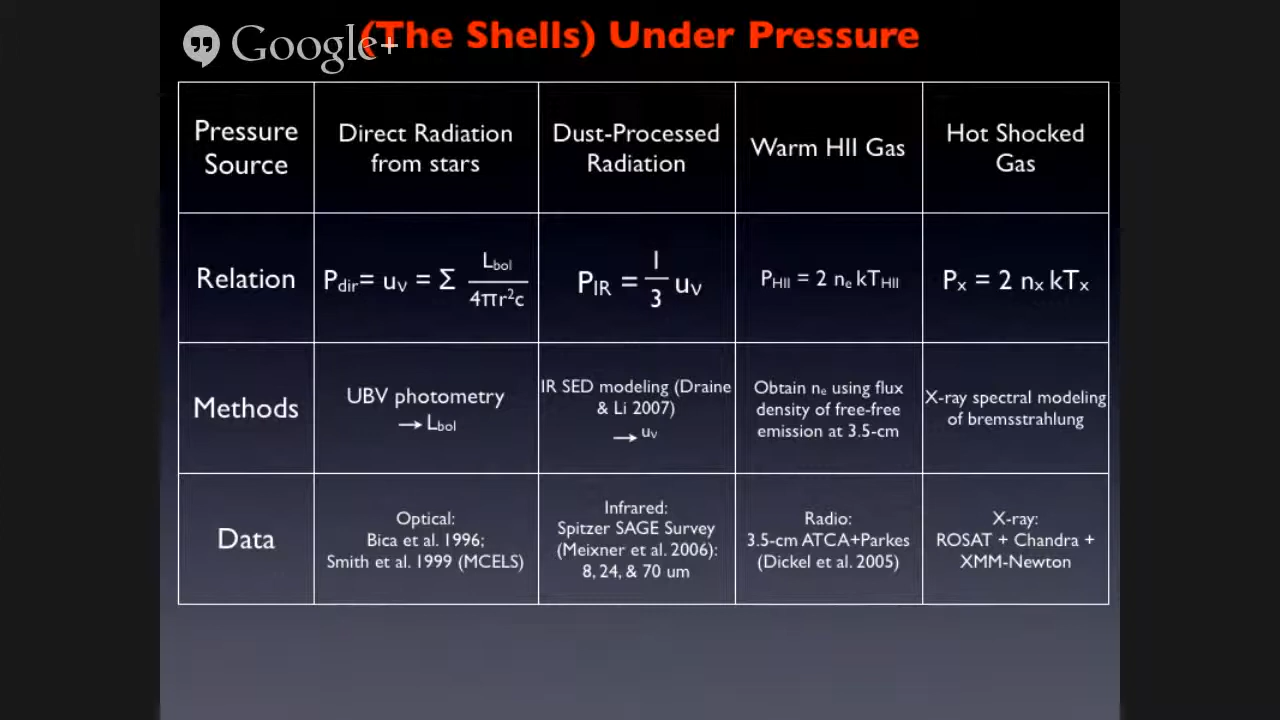 Google+
(The Shells) Under Pressure
Pressure
Source
Direct Radiation
from stars
Dust-Processed
Radiation
Warm HII Gas
Hot Shocked
Gas
Relation
P_dir = u_ν = Σ L_bol / 4πr²c
P_IR = 1/3 u_ν
P_HII = 2 n_e kT_HII
P_x = 2 n_x kT_x
Methods
UBV photometry
→ L_bol
IR SED modeling (Draine
& Li 2007)
→ u_ν
Obtain n_e using flux
density of free-free
emission at 3.5-cm
X-ray spectral modeling
of bremsstrahlung
Data
Optical:
Bica et al. 1996;
Smith et al. 1999 (MCELS)
Infrared:
Spitzer SAGE Survey
(Meixner et al. 2006):
8, 24, & 70 um
Radio:
3.5-cm ATCA+Parkes
(Dickel et al. 2005)
X-ray:
ROSAT + Chandra +
XMM-Newton